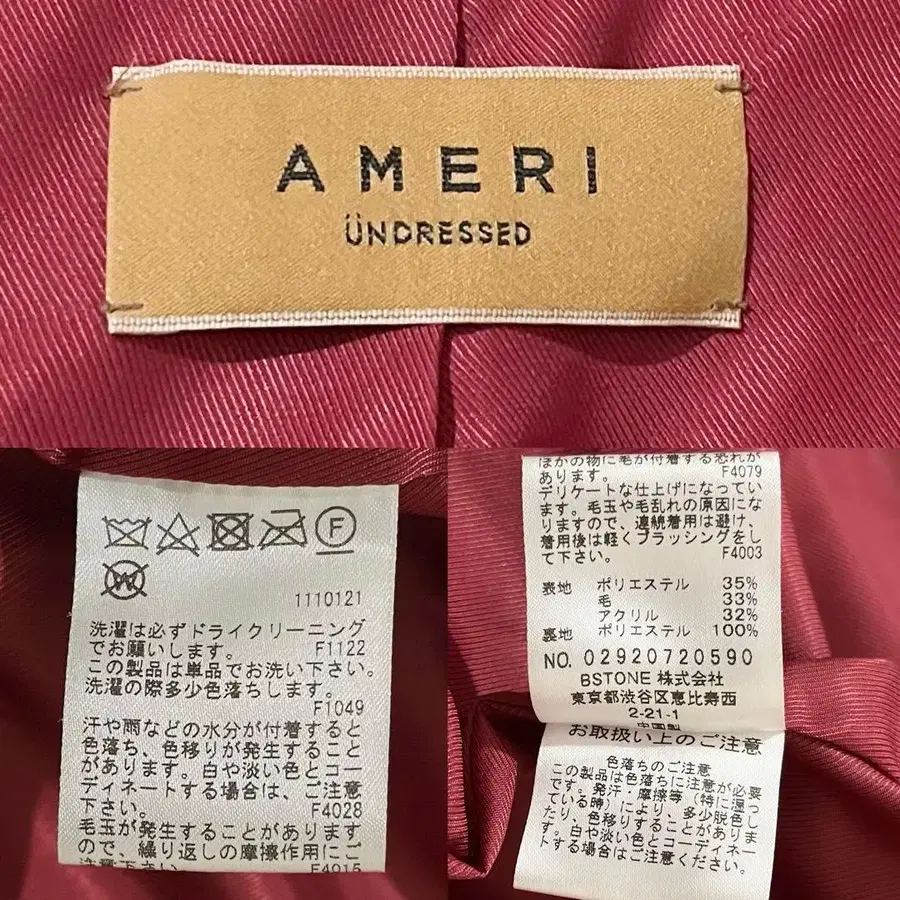 AMERI
ÜNDRESSED
F
W
1110121
洗濯は必ずドライクリーニング
でお願いします。 F1122
この製品は単品でお洗い下さい。
洗濯の際多少色落ちします。
F1049
汗や雨などの水分が付着すると
色落ち、色移りが発生すること
があります。白や淡い色とコー
ディネートする場合は、ご注意
下さい。 F4028
毛玉が発生することがあります
ので、繰り返しの摩擦作用にご
注意下さい。 F4015
ほかの物に毛が付着する恐れが
あります。 F4079
デリケートな仕上げになってい
ます。毛玉や毛乱れの原因にな
りますので、連続着用は避け、
着用後は軽くブラッシングをし
て下さい。 F4003
表地 ポリエステル 35%
毛 33%
アクリル 32%
裏地 ポリエステル 100%
NO. 02920720590
BSTONE 株式会社
東京都渋谷区恵比寿西
2-21-1
中国製
お取扱い上のご注意
色落ちのご注意
この製品は色落ちに注意が必要
です。発汗・摩擦等（特に湿っ
ている時）により、多少脱色し
たり、色移りすることがありま
す。白や淡い色とコーディネート
する場合はご注意ください。